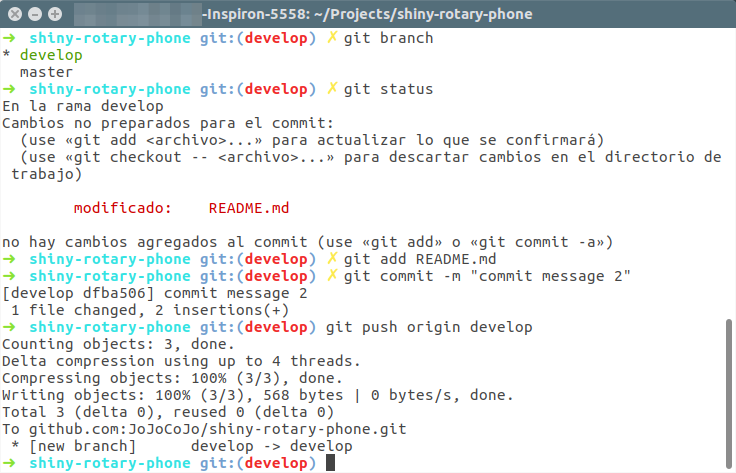 -Inspiron-5558: ~/Projects/shiny-rotary-phone
➜ shiny-rotary-phone git:(develop) ✗ git branch
* develop
  master
➜ shiny-rotary-phone git:(develop) ✗ git status
En la rama develop
Cambios no preparados para el commit:
  (use «git add <archivo>...» para actualizar lo que se confirmará)
  (use «git checkout -- <archivo>...» para descartar cambios en el directorio de
 trabajo)
        modificado:    README.md
no hay cambios agregados al commit (use «git add» o «git commit -a»)
➜ shiny-rotary-phone git:(develop) ✗ git add README.md
➜ shiny-rotary-phone git:(develop) ✗ git commit -m "commit message 2"
[develop dfba506] commit message 2
 1 file changed, 2 insertions(+)
➜ shiny-rotary-phone git:(develop) git push origin develop
Counting objects: 3, done.
Delta compression using up to 4 threads.
Compressing objects: 100% (3/3), done.
Writing objects: 100% (3/3), 568 bytes | 0 bytes/s, done.
Total 3 (delta 0), reused 0 (delta 0)
To github.com:JoJoCoJo/shiny-rotary-phone.git
 * [new branch]      develop -> develop
➜ shiny-rotary-phone git:(develop)